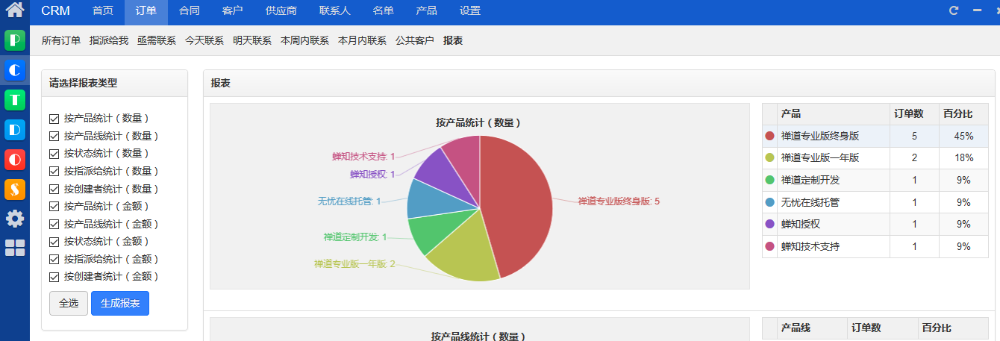 CRM 首页 订单 合同 客户 供应商 联系人 名单 产品 设置
所有订单 指派给我 亟需联系 今天联系 明天联系 本周内联系 本月内联系 公共客户 报表
请选择报表类型
按产品统计（数量）
按产品线统计（数量）
按状态统计（数量）
按指派给统计（数量）
按创建者统计（数量）
按产品统计（金额）
按产品线统计（金额）
按状态统计（金额）
按指派给统计（金额）
按创建者统计（金额）
全选 生成报表
报表
按产品统计（数量）
蝉知技术支持: 1
蝉知授权: 1
无忧在线托管: 1
禅道定制开发: 1
禅道专业版一年版: 2
禅道专业版终身版: 5
产品 订单数 百分比
禅道专业版终身版 5 45%
禅道专业版一年版 2 18%
禅道定制开发 1 9%
无忧在线托管 1 9%
蝉知授权 1 9%
蝉知技术支持 1 9%
按产品线统计（数量）
产品线 订单数 百分比
P
C
T
D